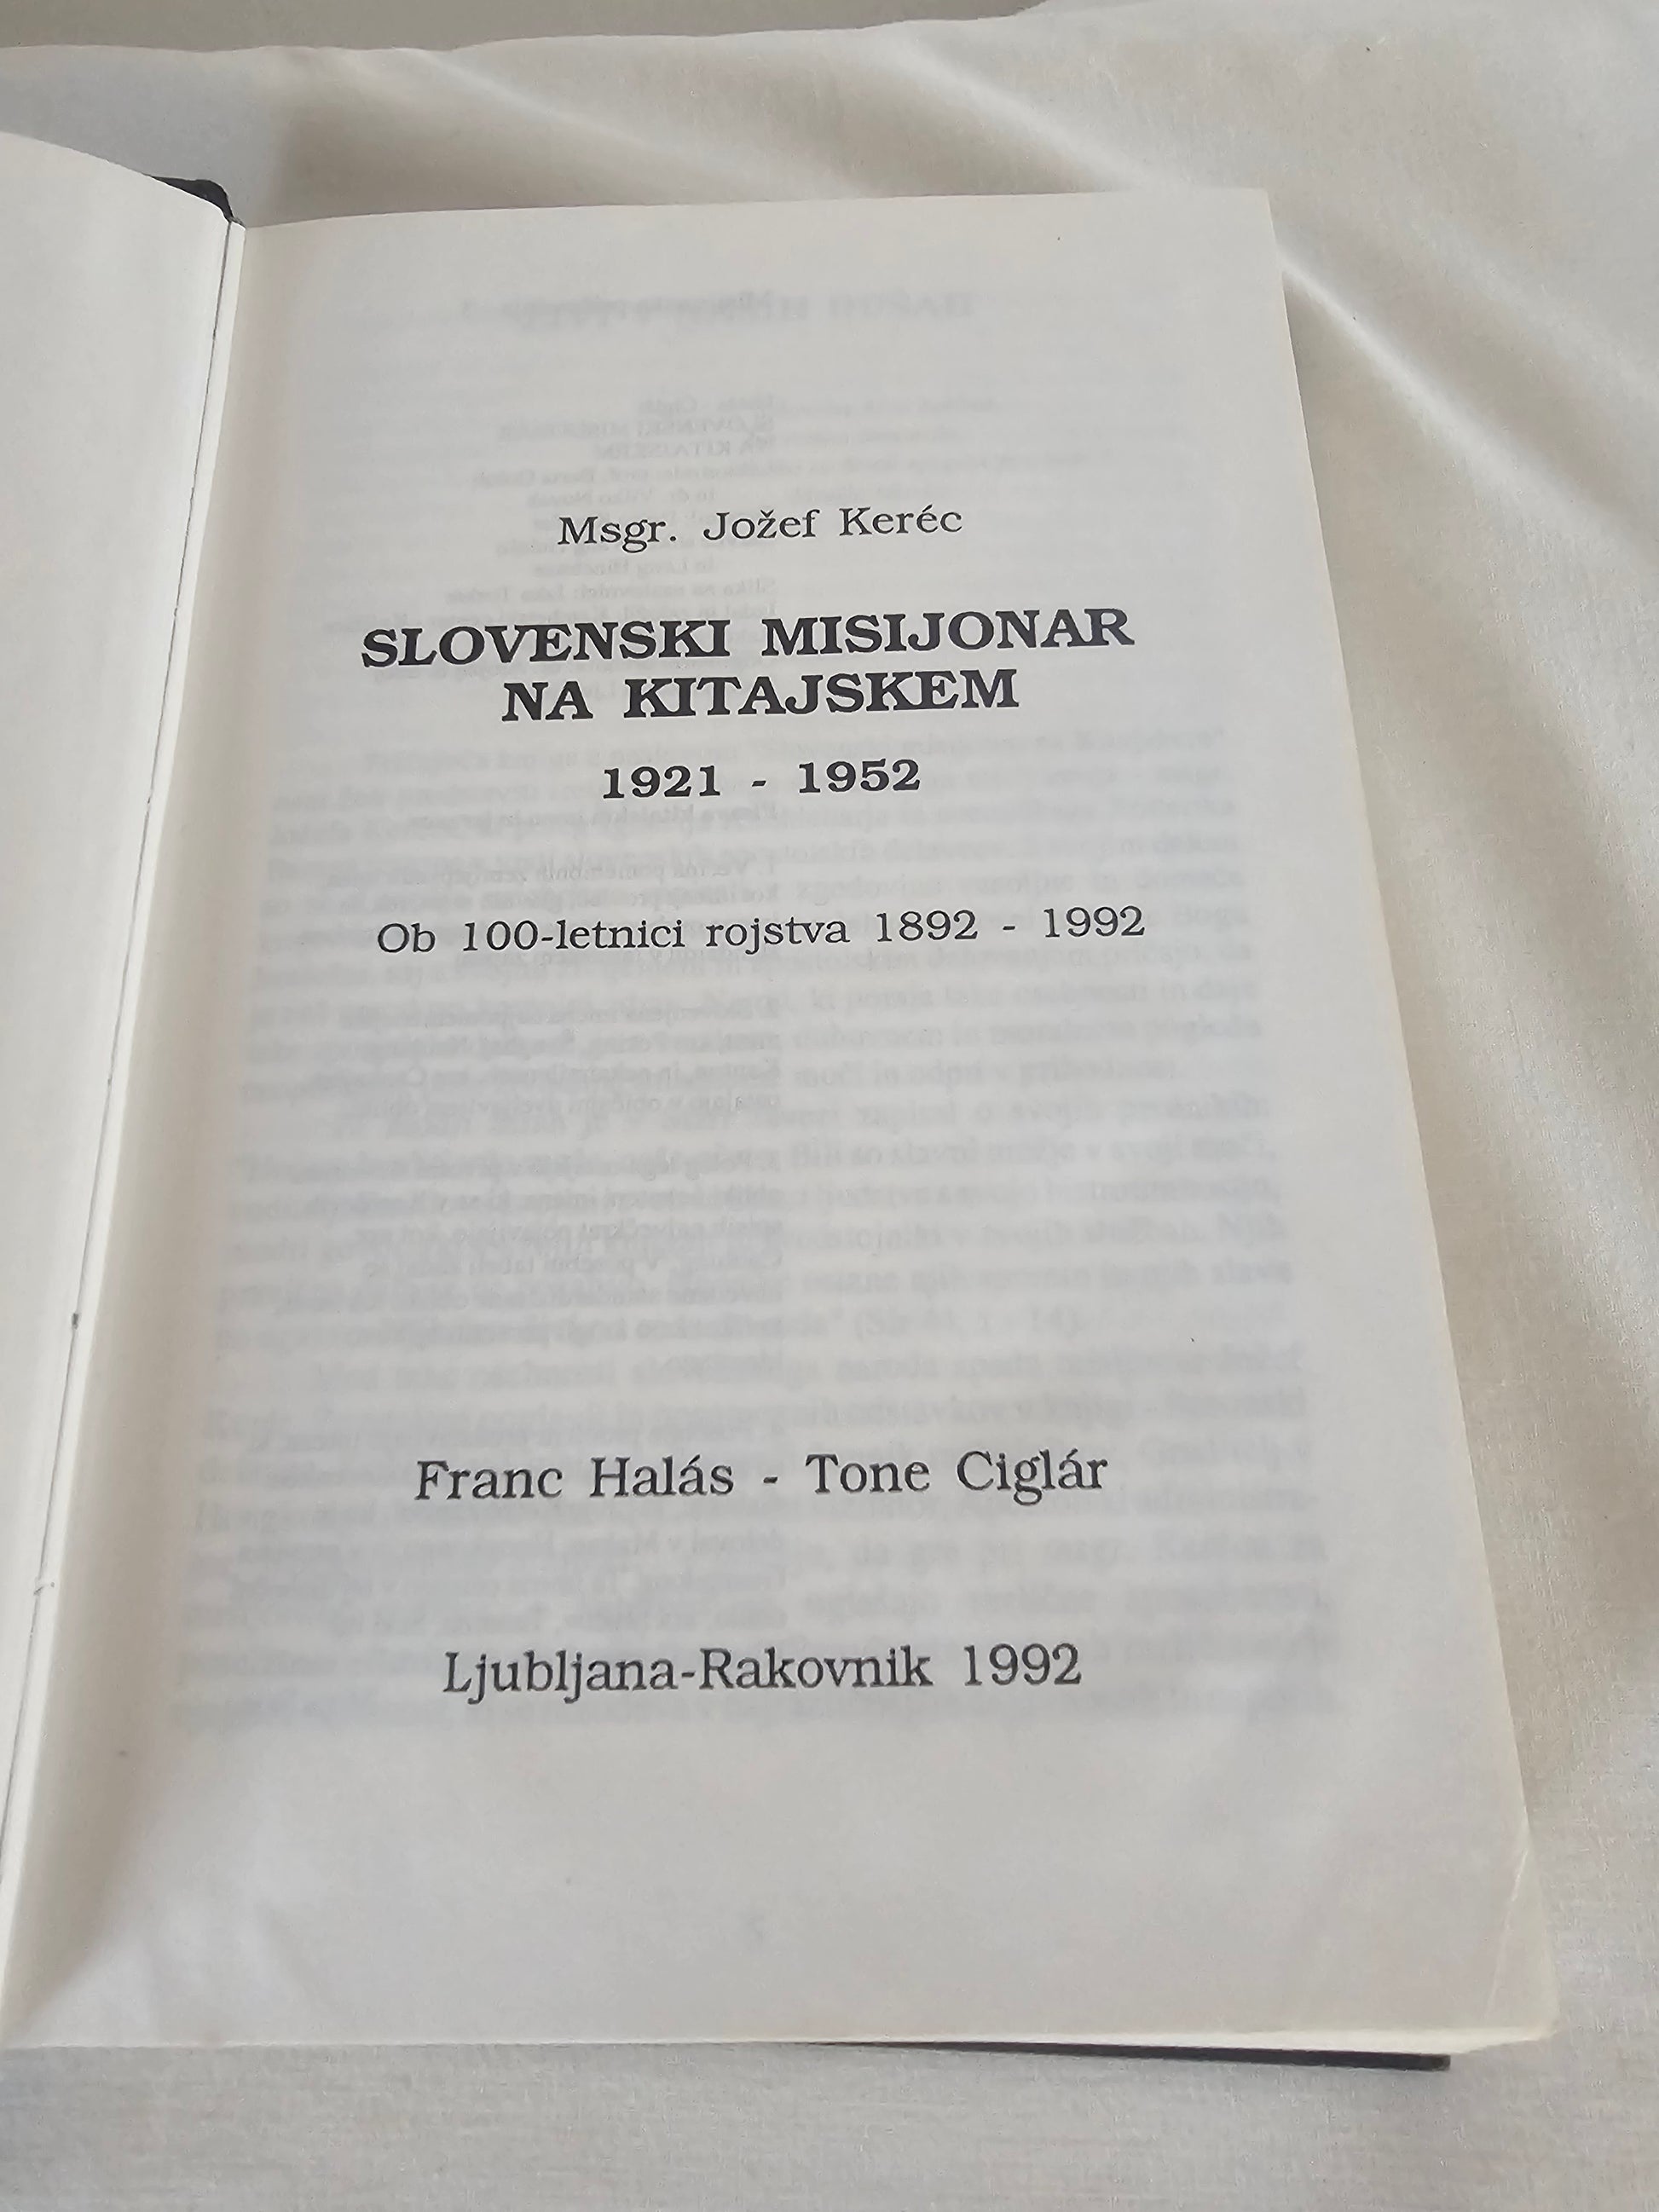 Msgr. Jožef Keréc
SLOVENSKI MISIJONAR
NA KITAJSKEM
1921 - 1952
Ob 100-letnici rojstva 1892 - 1992
Franc Halás - Tone Ciglár
Ljubljana-Rakovnik 1992